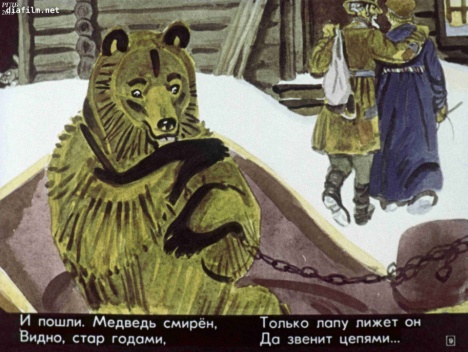 diafilm.net
И пошли. Медведь смирён,
Видно, стар годами,
Только лапу лижет он
Да звенит цепями...
9